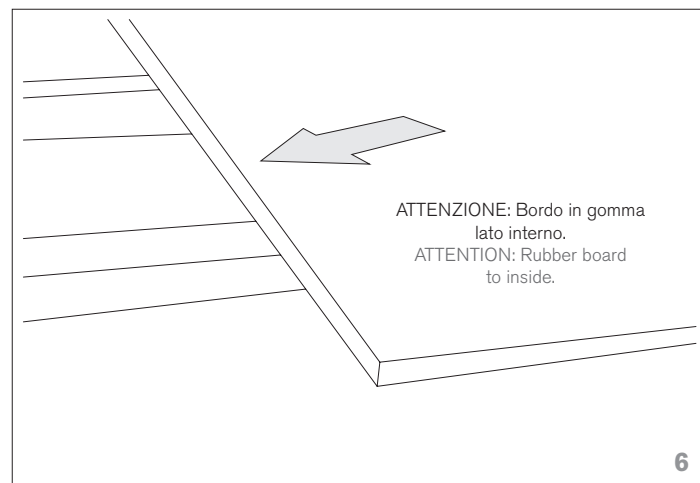 ATTENZIONE: Bordo in gomma
lato interno.
ATTENTION: Rubber board
to inside.
6